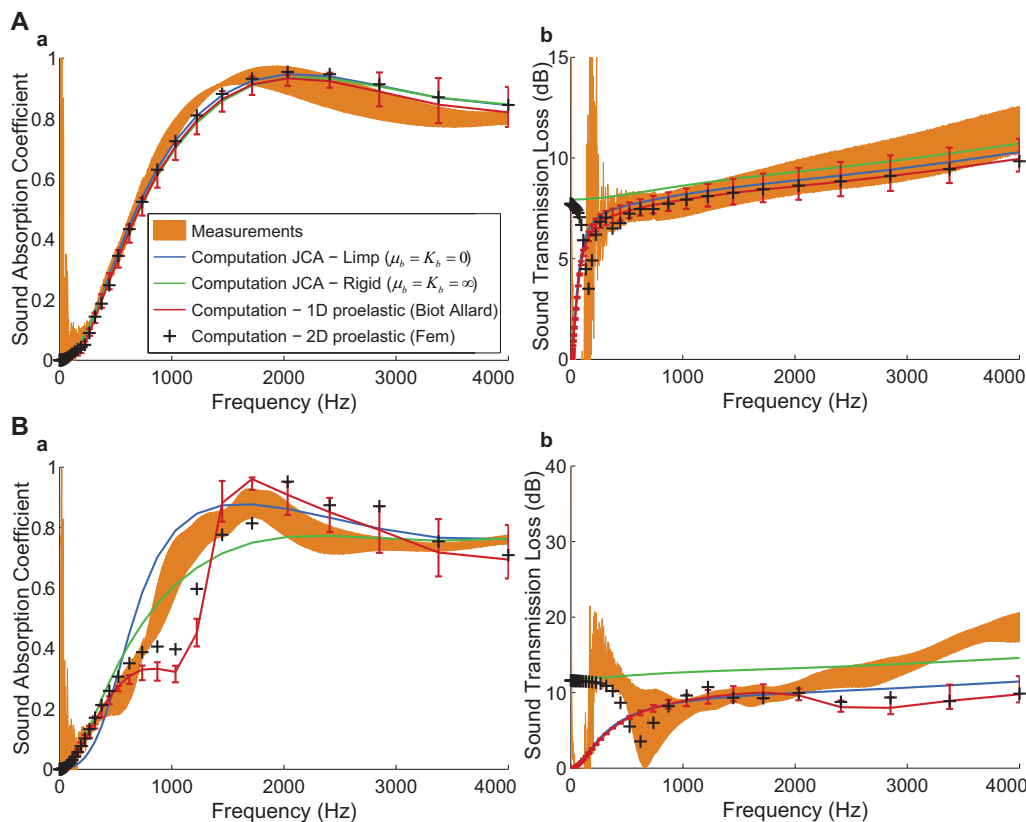 A
a
Sound Absorption Coefficient
1
0.8
0.6
0.4
0.2
0
Measurements
Computation JCA – Limp (μb = Kb = 0)
Computation JCA – Rigid (μb = Kb = ∞)
Computation – 1D proelastic (Biot Allard)
Computation – 2D proelastic (Fem)
0 1000 2000 3000 4000
Frequency (Hz)
b
Sound Transmission Loss (dB)
15
10
5
0
0 1000 2000 3000 4000
Frequency (Hz)
B
a
Sound Absorption Coefficient
1
0.8
0.6
0.4
0.2
0
0 1000 2000 3000 4000
Frequency (Hz)
b
Sound Transmission Loss (dB)
40
30
20
10
0
0 1000 2000 3000 4000
Frequency (Hz)